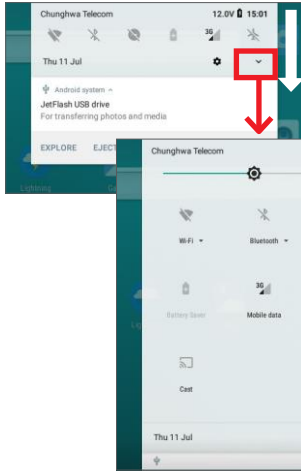 Chunghwa Telecom 12.0V 15:01
3G
Thu 11 Jul
Android system
JetFlash USB drive
For transferring photos and media
EXPLORE EJECT
Chunghwa Telecom
Wi-Fi Bluetooth
3G
Battery Saver Mobile data
Cast
Thu 11 Jul
Lightning